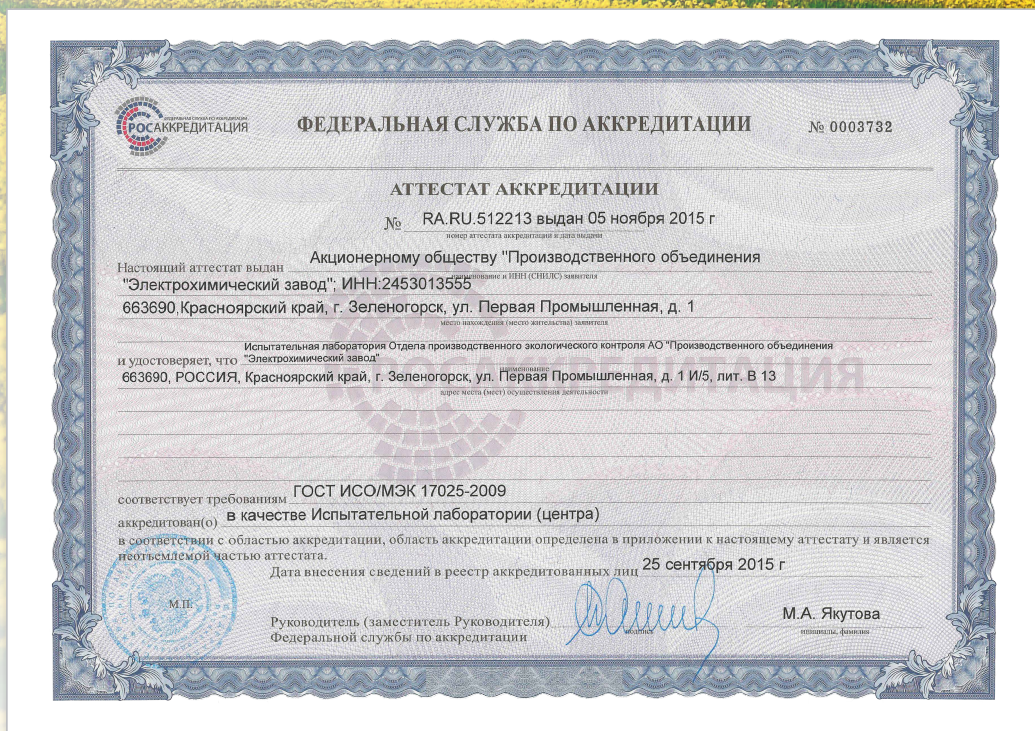 ФЕДЕРАЛЬНАЯ СЛУЖБА ПО АККРЕДИТАЦИИ
РОСАККРЕДИТАЦИЯ
ФЕДЕРАЛЬНАЯ СЛУЖБА ПО АККРЕДИТАЦИИ
№ 0003732
АТТЕСТАТ АККРЕДИТАЦИИ
№ RA.RU.512213 выдан 05 ноября 2015 г
номер аттестата аккредитации и дата выдачи
Настоящий аттестат выдан Акционерному обществу "Производственного объединения
наименование и ИНН (СНИЛС) заявителя
"Электрохимический завод"; ИНН:2453013555
663690,Красноярский край, г. Зеленогорск, ул. Первая Промышленная, д. 1
место нахождения (место жительства) заявителя
Испытательная лаборатория Отдела производственного экологического контроля АО "Производственного объединения
и удостоверяет, что "Электрохимический завод"
наименование
663690, РОССИЯ, Красноярский край, г. Зеленогорск, ул. Первая Промышленная, д. 1 И/5, лит. В 13
адрес места (мест) осуществления деятельности
РОСАККРЕДИТАЦИЯ
соответствует требованиям ГОСТ ИСО/МЭК 17025-2009
аккредитован(о) в качестве Испытательной лаборатории (центра)
в соответствии с областью аккредитации, область аккредитации определена в приложении к настоящему аттестату и является
неотъемлемой частью аттестата.
Дата внесения сведений в реестр аккредитованных лиц 25 сентября 2015 г
М.П.
Руководитель (заместитель Руководителя)
Федеральной службы по аккредитации
подпись
М.А. Якутова
инициалы, фамилия